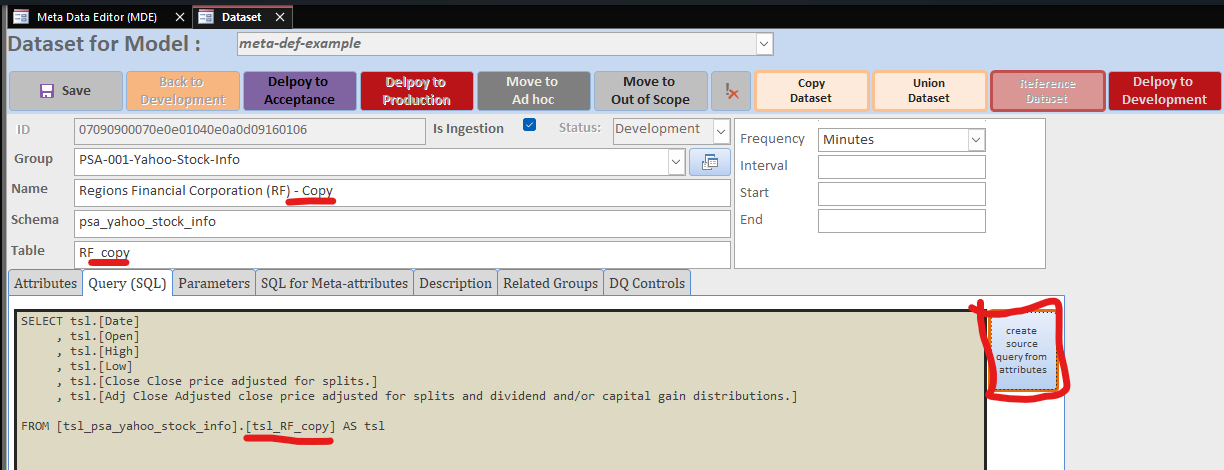 Meta Data Editor (MDE)
Dataset
Dataset for Model :
meta-def-example
Save
Back to
Development
Delpoy to
Acceptance
Delpoy to
Production
Move to
Ad hoc
Move to
Out of Scope
Copy
Dataset
Union
Dataset
Reference
Dataset
Delpoy to
Development
ID
07090900070e0e01040e0a0d09160106
Is Ingestion
Status:
Development
Group
PSA-001-Yahoo-Stock-Info
Name
Regions Financial Corporation (RF) - Copy
Schema
psa_yahoo_stock_info
Table
RF_copy
Frequency
Minutes
Interval
Start
End
Attributes
Query (SQL)
Parameters
SQL for Meta-attributes
Description
Related Groups
DQ Controls
SELECT tsl.[Date]
, tsl.[Open]
, tsl.[High]
, tsl.[Low]
, tsl.[Close Close price adjusted for splits.]
, tsl.[Adj Close Adjusted close price adjusted for splits and dividend and/or capital gain distributions.]
FROM [tsl_psa_yahoo_stock_info].[tsl_RF_copy] AS tsl
create
source
query from
attributes